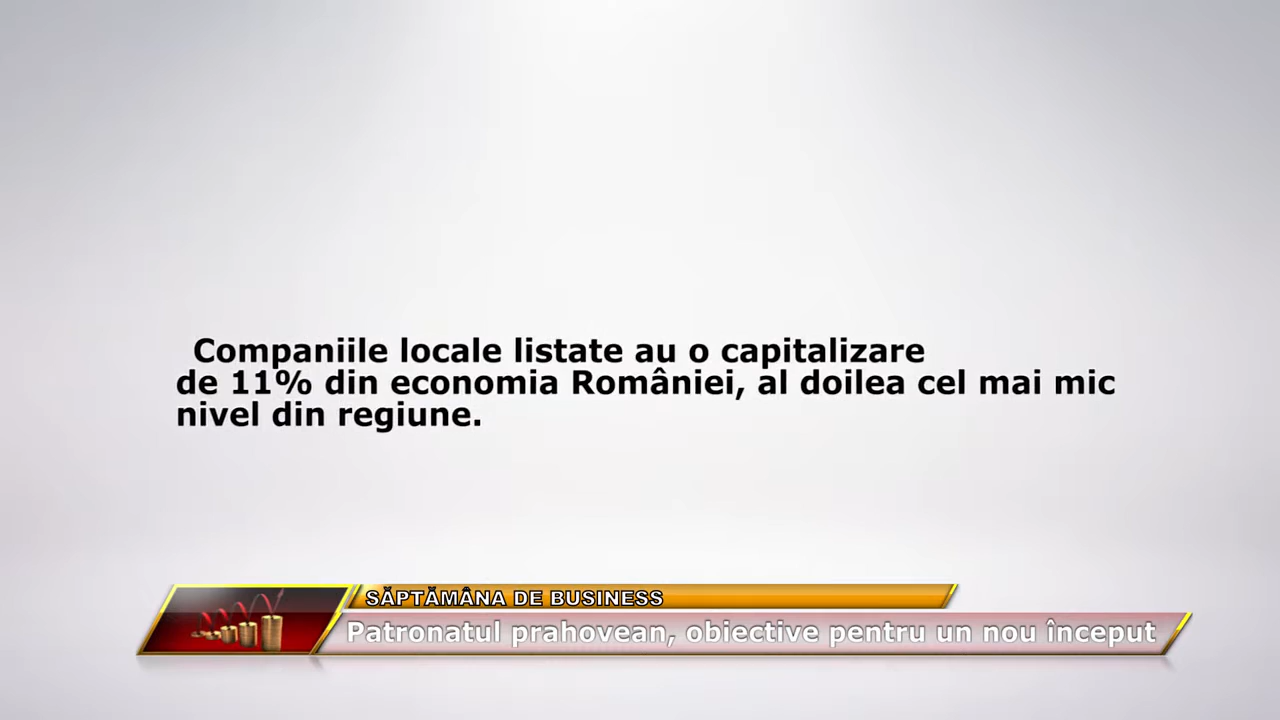 Companiile locale listate au o capitalizare
de 11% din economia României, al doilea cel mai mic
nivel din regiune.
SĂPTĂMÂNA DE BUSINESS
Patronatul prahovean, obiective pentru un nou început